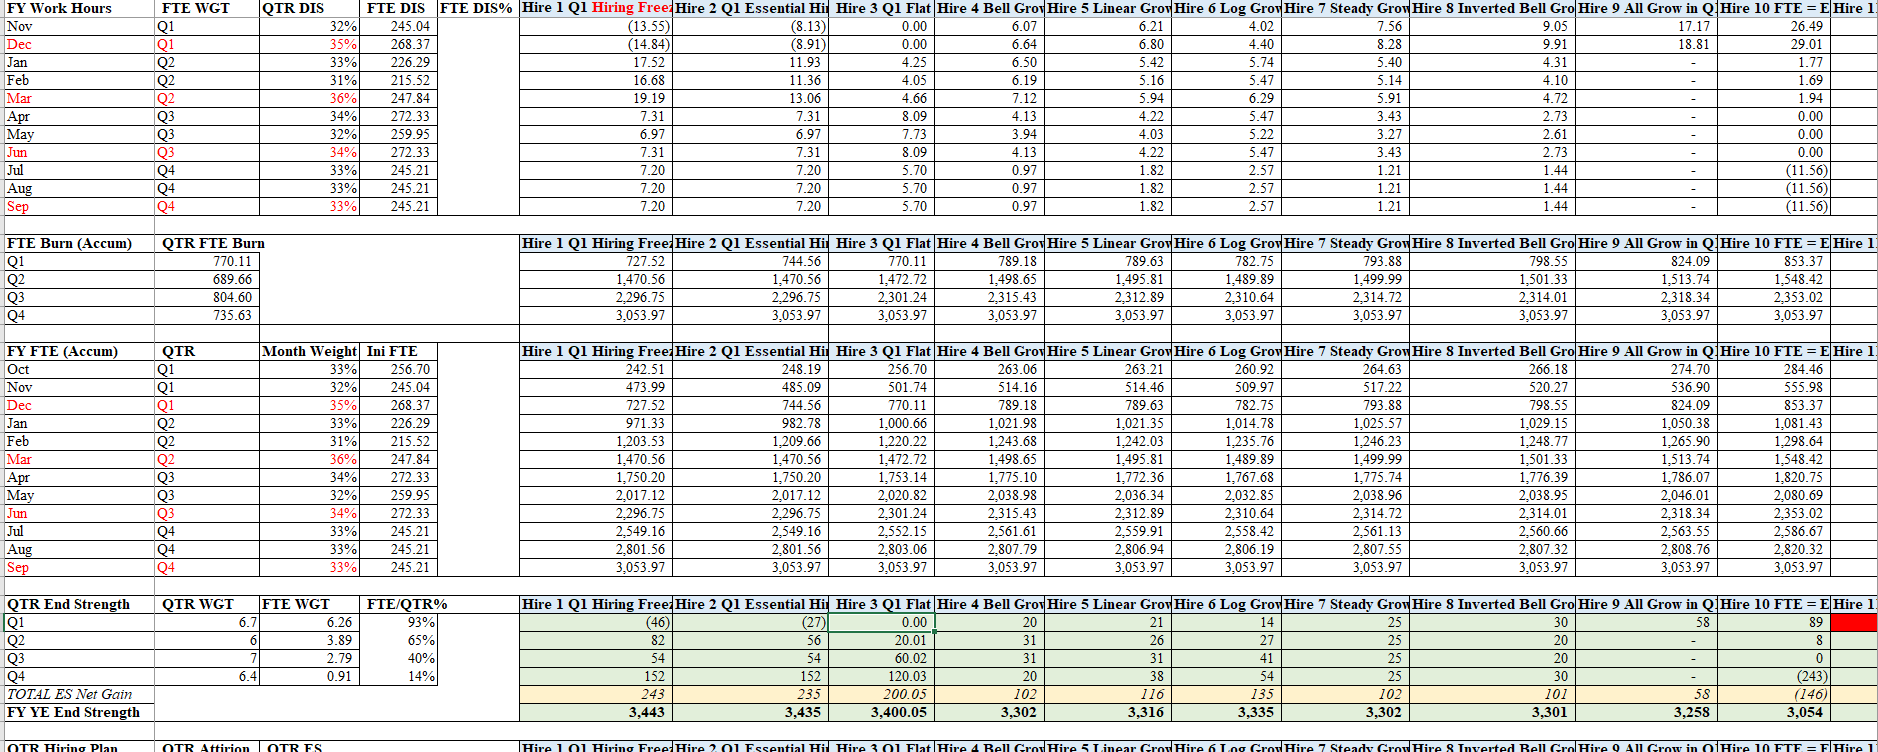 FY Work Hours FTE WGT QTR DIS FTE DIS FTE DIS% Hire 1 Q1 Hiring Freez Hire 2 Q1 Essential Hi Hire 3 Q1 Flat Hire 4 Bell Grow Hire 5 Linear Grow Hire 6 Log Grow Hire 7 Steady Grow Hire 8 Inverted Bell Gro Hire 9 All Grow in Q Hire 10 FTE = E Hire 1
Nov Q1 32% 245.04 (13.55) (8.13) 0.00 6.07 6.21 4.02 7.56 9.05 17.17 26.49
Dec Q1 35% 268.37 (14.84) (8.91) 0.00 6.64 6.80 4.40 8.28 9.91 18.81 29.01
Jan Q2 33% 226.29 17.52 11.93 4.25 6.50 5.42 5.74 5.40 4.31 - 1.77
Feb Q2 31% 215.52 16.68 11.36 4.05 6.19 5.16 5.47 5.14 4.10 - 1.69
Mar Q2 36% 247.84 19.19 13.06 4.66 7.12 5.94 6.29 5.91 4.72 - 1.94
Apr Q3 34% 272.33 7.31 7.31 8.09 4.13 4.22 5.47 3.43 2.73 - 0.00
May Q3 32% 259.95 6.97 6.97 7.73 3.94 4.03 5.22 3.27 2.61 - 0.00
Jun Q3 34% 272.33 7.31 7.31 8.09 4.13 4.22 5.47 3.43 2.73 - 0.00
Jul Q4 33% 245.21 7.20 7.20 5.70 0.97 1.82 2.57 1.21 1.44 - (11.56)
Aug Q4 33% 245.21 7.20 7.20 5.70 0.97 1.82 2.57 1.21 1.44 - (11.56)
Sep Q4 33% 245.21 7.20 7.20 5.70 0.97 1.82 2.57 1.21 1.44 - (11.56)
FTE Burn (Accum) QTR FTE Burn Hire 1 Q1 Hiring Freez Hire 2 Q1 Essential Hi Hire 3 Q1 Flat Hire 4 Bell Grov Hire 5 Linear Grov Hire 6 Log Grov Hire 7 Steady Grov Hire 8 Inverted Bell Gro Hire 9 All Grow in Q Hire 10 FTE = E Hire 1
Q1 770.11 727.52 744.56 770.11 789.18 789.63 782.75 793.88 798.55 824.09 853.37
Q2 689.66 1,470.56 1,470.56 1,472.72 1,498.65 1,495.81 1,489.89 1,499.99 1,501.33 1,513.74 1,548.42
Q3 804.60 2,296.75 2,296.75 2,301.24 2,315.43 2,312.89 2,310.64 2,314.72 2,314.01 2,318.34 2,353.02
Q4 735.63 3,053.97 3,053.97 3,053.97 3,053.97 3,053.97 3,053.97 3,053.97 3,053.97 3,053.97 3,053.97
FY FTE (Accum) QTR Month Weight Ini FTE Hire 1 Q1 Hiring Freez Hire 2 Q1 Essential Hi Hire 3 Q1 Flat Hire 4 Bell Grov Hire 5 Linear Grov Hire 6 Log Grov Hire 7 Steady Grov Hire 8 Inverted Bell Gro Hire 9 All Grow in Q Hire 10 FTE = E Hire 1
Oct Q1 33% 256.70 242.51 248.19 256.70 263.06 263.21 260.92 264.63 266.18 274.70 284.46
Nov Q1 32% 245.04 473.99 485.09 501.74 514.16 514.46 509.97 517.22 520.27 536.90 555.98
Dec Q1 35% 268.37 727.52 744.56 770.11 789.18 789.63 782.75 793.88 798.55 824.09 853.37
Jan Q2 33% 226.29 971.33 982.78 1,000.66 1,021.98 1,021.35 1,014.78 1,025.57 1,029.15 1,050.38 1,081.43
Feb Q2 31% 215.52 1,203.53 1,209.66 1,220.22 1,243.68 1,242.03 1,235.76 1,246.23 1,248.77 1,265.90 1,298.64
Mar Q2 36% 247.84 1,470.56 1,470.56 1,472.72 1,498.65 1,495.81 1,489.89 1,499.99 1,501.33 1,513.74 1,548.42
Apr Q3 34% 272.33 1,750.20 1,750.20 1,753.14 1,775.10 1,772.36 1,767.68 1,775.74 1,776.39 1,786.07 1,820.75
May Q3 32% 259.95 2,017.12 2,017.12 2,020.82 2,038.98 2,036.34 2,032.85 2,038.96 2,038.95 2,046.01 2,080.69
Jun Q3 34% 272.33 2,296.75 2,296.75 2,301.24 2,315.43 2,312.89 2,310.64 2,314.72 2,314.01 2,318.34 2,353.02
Jul Q4 33% 245.21 2,549.16 2,549.16 2,552.15 2,561.61 2,559.91 2,558.42 2,561.13 2,560.66 2,563.55 2,586.67
Aug Q4 33% 245.21 2,801.56 2,801.56 2,803.06 2,807.79 2,806.94 2,806.19 2,807.55 2,807.32 2,808.76 2,820.32
Sep Q4 33% 245.21 3,053.97 3,053.97 3,053.97 3,053.97 3,053.97 3,053.97 3,053.97 3,053.97 3,053.97 3,053.97
QTR End Strength QTR WGT FTE WGT FTE/QTR% Hire 1 Q1 Hiring Freez Hire 2 Q1 Essential Hi Hire 3 Q1 Flat Hire 4 Bell Grov Hire 5 Linear Grov Hire 6 Log Grov Hire 7 Steady Grov Hire 8 Inverted Bell Gro Hire 9 All Grow in Q Hire 10 FTE = E Hire 1
Q1 6.7 6.26 93% (46) (27) 0.00 20 21 14 25 30 58 89
Q2 6 3.89 65% 82 56 20.01 31 26 27 25 20 - 8
Q3 7 2.79 40% 54 54 60.02 31 31 41 25 20 - 0
Q4 6.4 0.91 14% 152 152 120.03 20 38 54 25 30 - (243)
TOTAL ES Net Gain 243 235 200.05 102 116 135 102 101 58 (146)
FY YE End Strength 3,443 3,435 3,400.05 3,302 3,316 3,335 3,302 3,301 3,258 3,054
QTR Hiring Plan QTR Attirion QTR ES Hire 1 Q1 Hiring Freez Hire 2 Q1 Essential Hi Hire 3 Q1 Flat Hire 4 Bell Grov Hire 5 Linear Grov Hire 6 Log Grov Hire 7 Steady Grov Hire 8 Inverted Bell Gro Hire 9 All Grow in Q Hire 10 FTE = E Hire 1